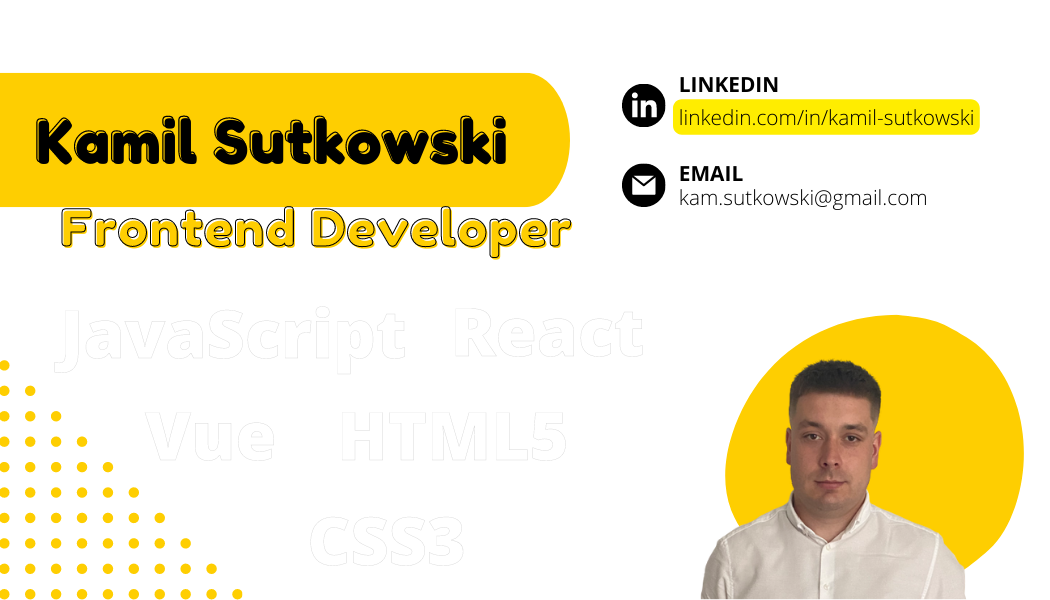 Kamil Sutkowski
Frontend Developer
LINKEDIN
linkedin.com/in/kamil-sutkowski
EMAIL
kam.sutkowski@gmail.com
JavaScript React
Vue HTML5
CSS3